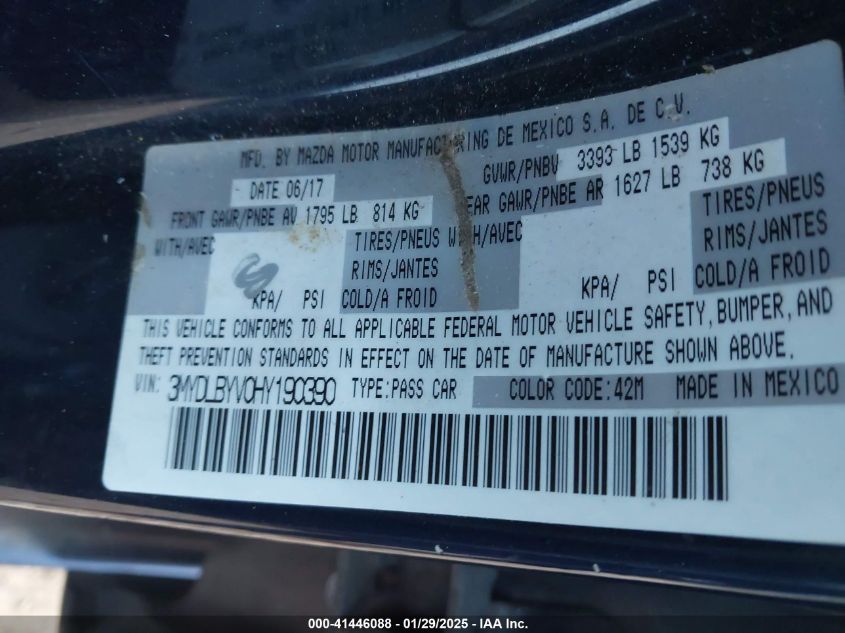 MFD. BY MAZDA MOTOR MANUFACTURING DE MEXICO S.A. DE C.V.
DATE 06/17 GVWR/PNBV 3393 LB 1539 KG
FRONT GAWR/PNBE AV 1795 LB 814 KG REAR GAWR/PNBE AR 1627 LB 738 KG
WITH/AVEC TIRES/PNEUS WITH/AVEC TIRES/PNEUS
RIMS/JANTES RIMS/JANTES
KPA/ PSI COLD/A FROID KPA/ PSI COLD/A FROID
THIS VEHICLE CONFORMS TO ALL APPLICABLE FEDERAL MOTOR VEHICLE SAFETY, BUMPER, AND
THEFT PREVENTION STANDARDS IN EFFECT ON THE DATE OF MANUFACTURE SHOWN ABOVE.
VIN: 3MYDLBYV0HY190390 TYPE:PASS CAR COLOR CODE:42M MADE IN MEXICO
000-41446088 - 01/29/2025 - IAA Inc.